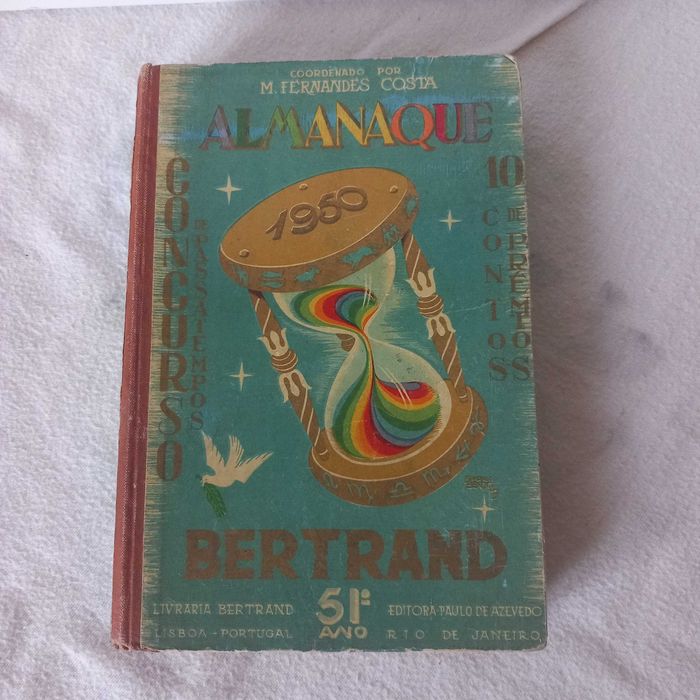 COORDENADO POR
M. FERNANDES COSTA
ALMANAQUE
CONCURSO
DE PASSATEMPOS
10
CONTOS
DE PRÉMIOS
1950
BERTRAND
LIVRARIA BERTRAND
LISBOA - PORTUGAL
51º
ANO
EDITORA-PAULO DE AZEVEDO
RIO DE JANEIRO